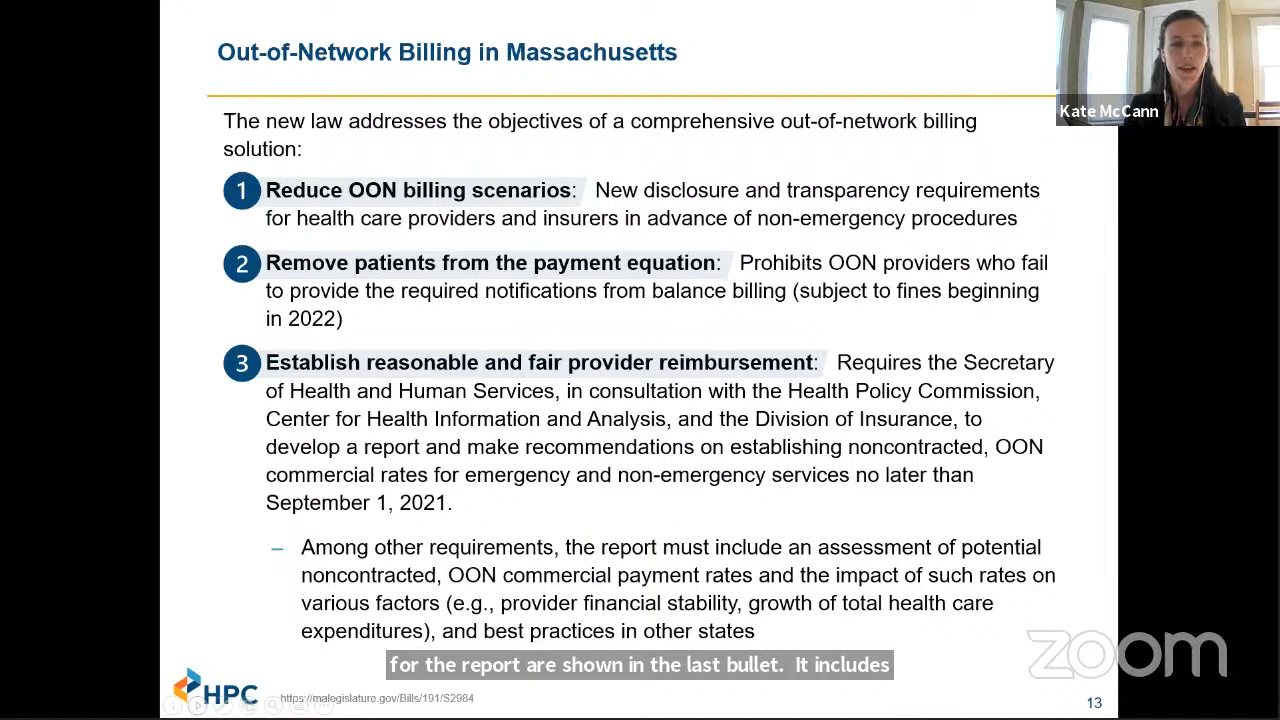 Out-of-Network Billing in Massachusetts
Kate McCann
The new law addresses the objectives of a comprehensive out-of-network billing
solution:
1 Reduce OON billing scenarios: New disclosure and transparency requirements
for health care providers and insurers in advance of non-emergency procedures
2 Remove patients from the payment equation: Prohibits OON providers who fail
to provide the required notifications from balance billing (subject to fines beginning
in 2022)
3 Establish reasonable and fair provider reimbursement: Requires the Secretary
of Health and Human Services, in consultation with the Health Policy Commission,
Center for Health Information and Analysis, and the Division of Insurance, to
develop a report and make recommendations on establishing noncontracted, OON
commercial rates for emergency and non-emergency services no later than
September 1, 2021.
– Among other requirements, the report must include an assessment of potential
noncontracted, OON commercial payment rates and the impact of such rates on
various factors (e.g., provider financial stability, growth of total health care
expenditures), and best practices in other states
for the report are shown in the last bullet. It includes
zoom
HPC
https://malegislature.gov/Bills/191/S2984
13